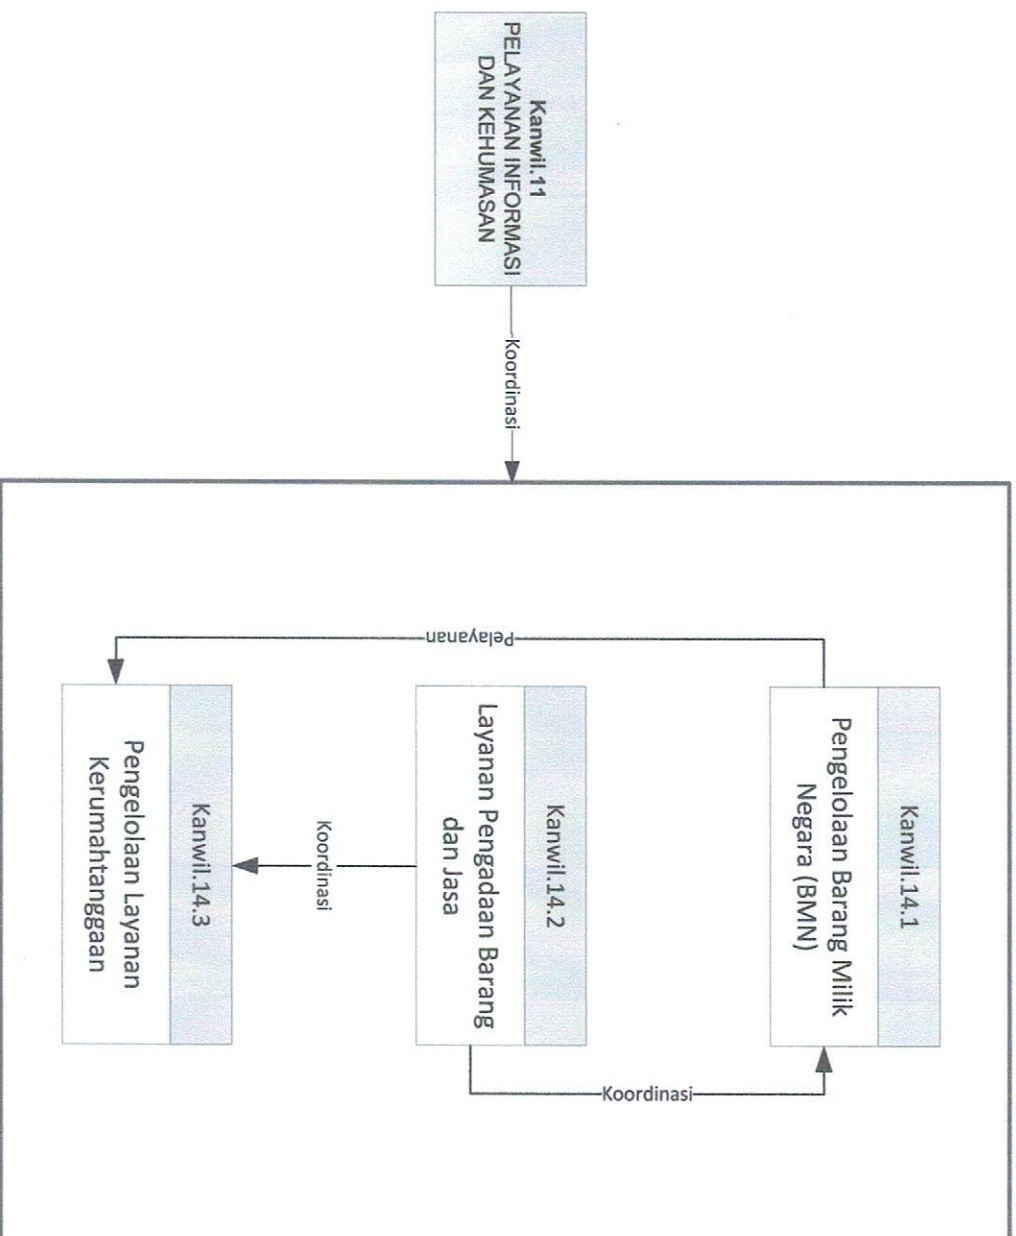 Kanwil.11
PELAYANAN INFORMASI
DAN KEHUMASAN
Koordinasi
Kanwil.14.1
Pengelolaan Barang Milik
Negara (BMN)
Pelayanan
Kanwil.14.2
Layanan Pengadaan Barang
dan Jasa
Koordinasi
Koordinasi
Kanwil.14.3
Pengelolaan Layanan
Kerumahtanggaan